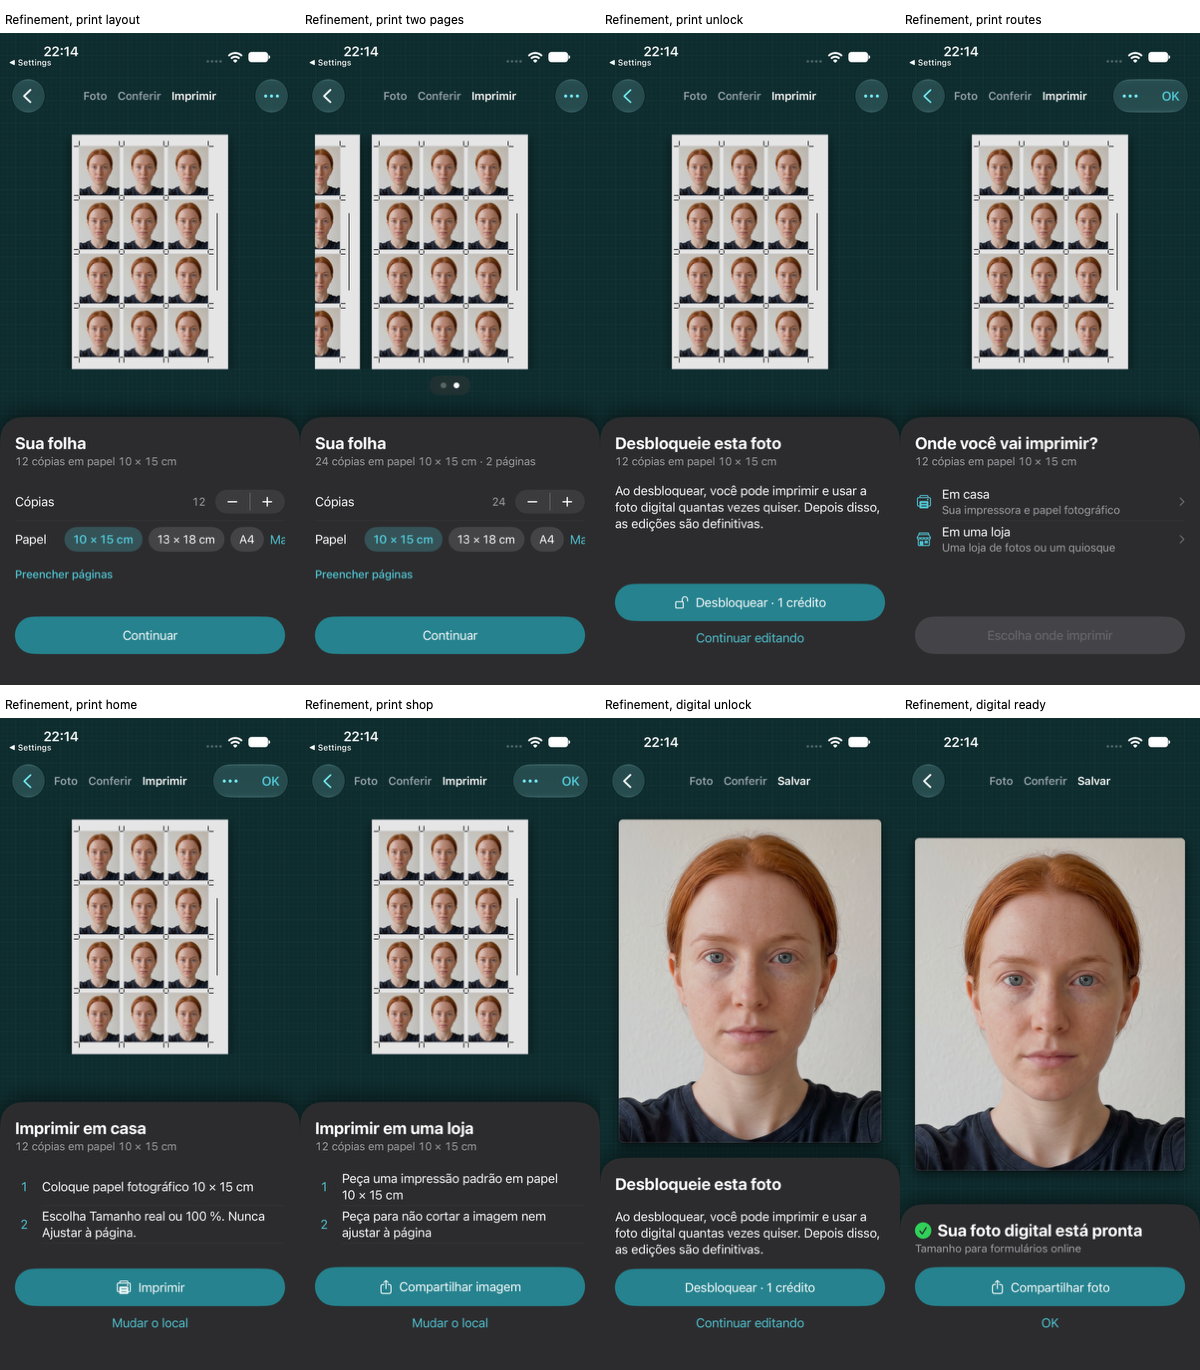 Refinement, print layout
22:14
◂ Settings
Foto Conferir Imprimir
Sua folha
12 cópias em papel 10 × 15 cm
Cópias 12 − +
Papel 10 × 15 cm 13 × 18 cm A4 Ma
Preencher páginas
Continuar
Refinement, print two pages
22:14
◂ Settings
Foto Conferir Imprimir
Sua folha
24 cópias em papel 10 × 15 cm · 2 páginas
Cópias 24 − +
Papel 10 × 15 cm 13 × 18 cm A4 Ma
Preencher páginas
Continuar
Refinement, print unlock
22:14
◂ Settings
Foto Conferir Imprimir
Desbloqueie esta foto
12 cópias em papel 10 × 15 cm
Ao desbloquear, você pode imprimir e usar a
foto digital quantas vezes quiser. Depois disso,
as edições são definitivas.
Desbloquear · 1 crédito
Continuar editando
Refinement, print routes
22:14
◂ Settings
Foto Conferir Imprimir ••• OK
Onde você vai imprimir?
12 cópias em papel 10 × 15 cm
Em casa
Sua impressora e papel fotográfico
Em uma loja
Uma loja de fotos ou um quiosque
Escolha onde imprimir
Refinement, print home
22:14
◂ Settings
Foto Conferir Imprimir ••• OK
Imprimir em casa
12 cópias em papel 10 × 15 cm
1 Coloque papel fotográfico 10 × 15 cm
2 Escolha Tamanho real ou 100 %. Nunca
Ajustar à página.
Imprimir
Mudar o local
Refinement, print shop
22:14
◂ Settings
Foto Conferir Imprimir ••• OK
Imprimir em uma loja
12 cópias em papel 10 × 15 cm
1 Peça uma impressão padrão em papel
10 × 15 cm
2 Peça para não cortar a imagem nem
ajustar à página
Compartilhar imagem
Mudar o local
Refinement, digital unlock
22:14
Foto Conferir Salvar
Desbloqueie esta foto
Ao desbloquear, você pode imprimir e usar a
foto digital quantas vezes quiser. Depois disso,
as edições são definitivas.
Desbloquear · 1 crédito
Continuar editando
Refinement, digital ready
22:14
Foto Conferir Salvar
Sua foto digital está pronta
Tamanho para formulários online
Compartilhar foto
OK